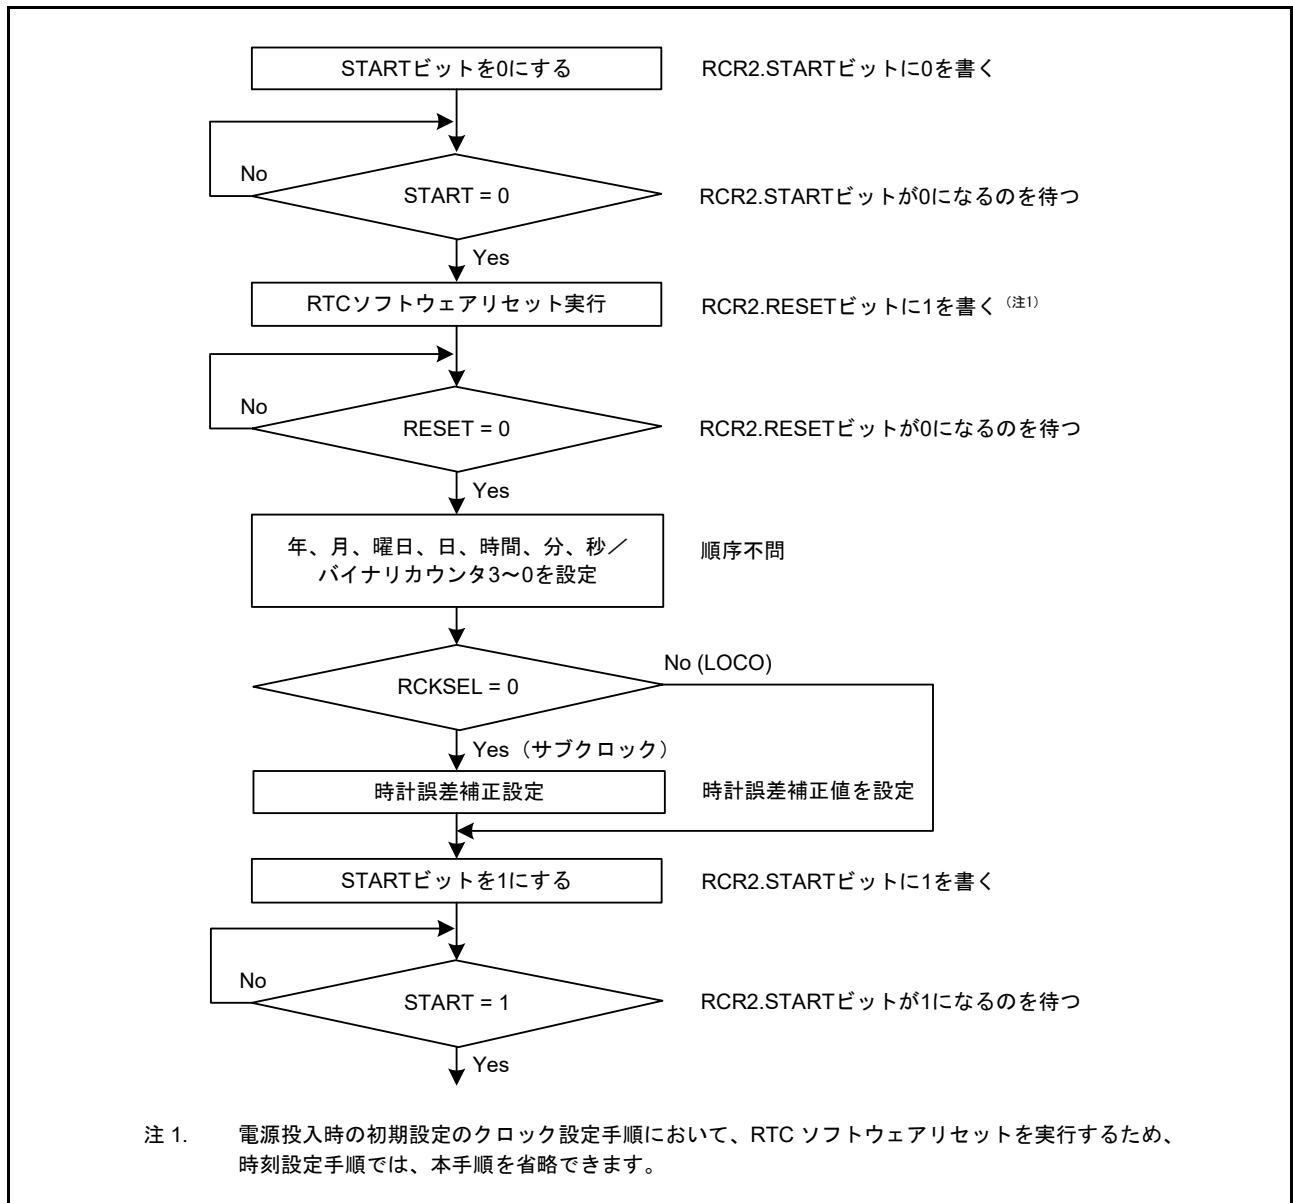 STARTビットを0にする
RCR2.STARTビットに0を書く
No
START = 0
RCR2.STARTビットが0になるのを待つ
Yes
RTCソフトウェアリセット実行
RCR2.RESETビットに1を書く（注1）
No
RESET = 0
RCR2.RESETビットが0になるのを待つ
Yes
年、月、曜日、日、時間、分、秒／
バイナリカウンタ3～0を設定
順序不問
No (LOCO)
RCKSEL = 0
Yes（サブクロック）
時計誤差補正設定
時計誤差補正値を設定
STARTビットを1にする
RCR2.STARTビットに1を書く
No
START = 1
RCR2.STARTビットが1になるのを待つ
Yes
注 1. 電源投入時の初期設定のクロック設定手順において、RTC ソフトウェアリセットを実行するため、
時刻設定手順では、本手順を省略できます。